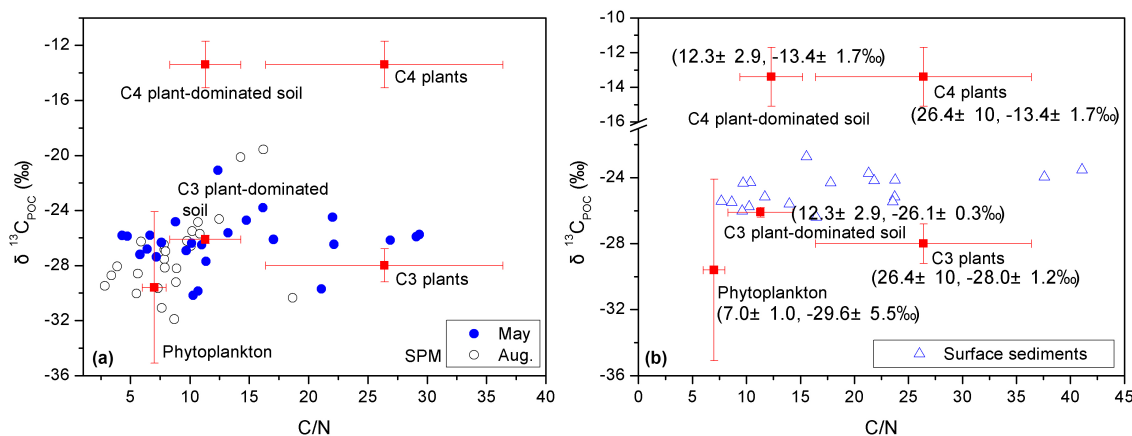 -12
-16
-20
-24
-28
-32
-36
δ ¹³C_POC (‰)
C4 plant-dominated soil
C4 plants
C3 plant-dominated
soil
C3 plants
Phytoplankton
(a)
SPM
May
Aug.
5 10 15 20 25 30 35 40
C/N
-10
-12
-14
-16
-24
-28
-32
-36
δ ¹³C_POC (‰)
(b)
(12.3± 2.9, -13.4± 1.7‰)
C4 plants
C4 plant-dominated soil
(26.4± 10, -13.4± 1.7‰)
(12.3± 2.9, -26.1± 0.3‰)
C3 plant-dominated soil
C3 plants
(26.4± 10, -28.0± 1.2‰)
Phytoplankton
(7.0± 1.0, -29.6± 5.5‰)
Surface sediments
0 5 10 15 20 25 30 35 40 45
C/N